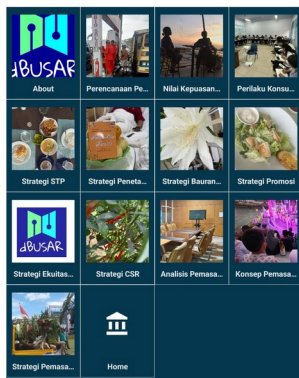 dBUSAR
About
Perencanaan Pe...
Nilai Kepuasan...
Perilaku Konsu...
Strategi STP
Strategi Peneta...
Strategi Bauran...
Strategi Promosi
dBUSAR
Strategi Ekuitas...
Strategi CSR
Analisis Pemasa...
Konsep Pemasa...
Strategi Pemasa...
Home